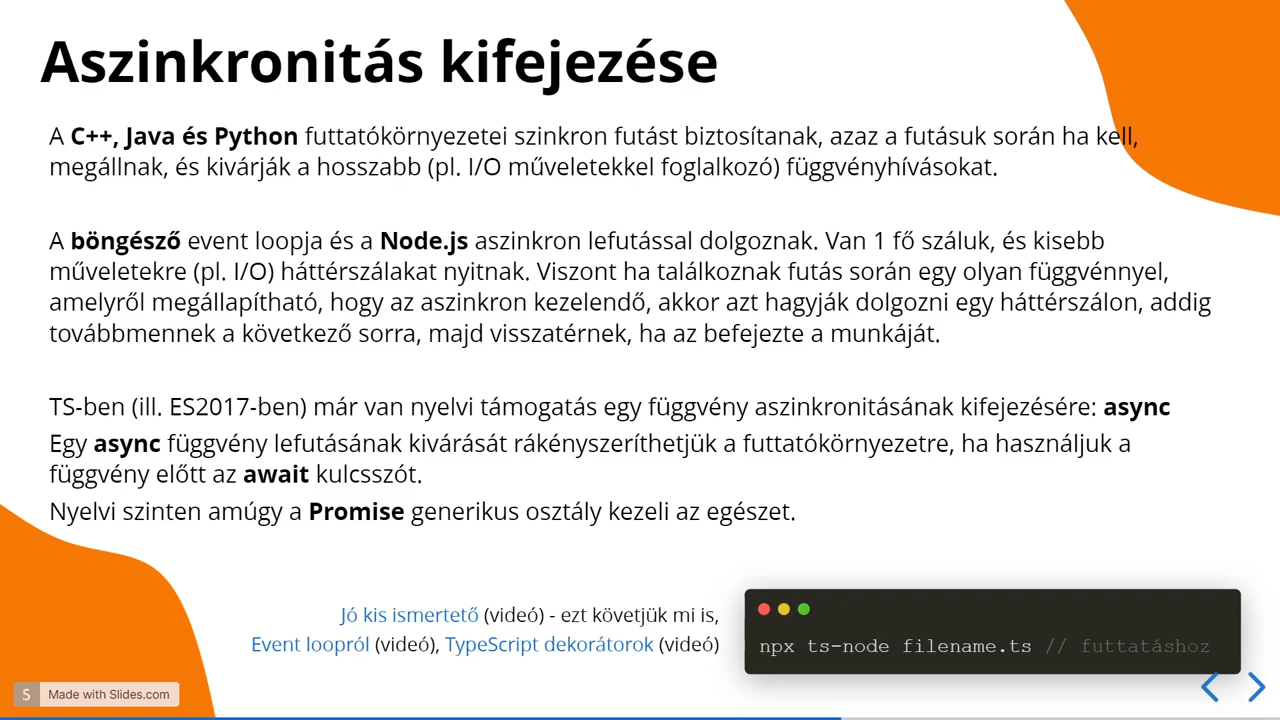 Aszinkronitás kifejezése
A C++, Java és Python futtatókörnyezetei szinkron futást biztosítanak, azaz a futásuk során ha kell,
megállnak, és kivárják a hosszabb (pl. I/O műveletekkel foglalkozó) függvényhívásokat.
A böngésző event loopja és a Node.js aszinkron lefutással dolgoznak. Van 1 fő száluk, és kisebb
műveletekre (pl. I/O) háttérszálakat nyitnak. Viszont ha találkoznak futás során egy olyan függvénnyel,
amelyről megállapítható, hogy az aszinkron kezelendő, akkor azt hagyják dolgozni egy háttérszálon, addig
továbbmennek a következő sorra, majd visszatérnek, ha az befejezte a munkáját.
TS-ben (ill. ES2017-ben) már van nyelvi támogatás egy függvény aszinkronitásának kifejezésére: async
Egy async függvény lefutásának kivárását rákényszeríthetjük a futtatókörnyezetre, ha használjuk a
függvény előtt az await kulcsszót.
Nyelvi szinten amúgy a Promise generikus osztály kezeli az egészet.
Jó kis ismertető (videó) - ezt követjük mi is,
Event loopról (videó), TypeScript dekorátorok (videó)
npx ts-node filename.ts // futtatáshoz
S Made with Slides.com